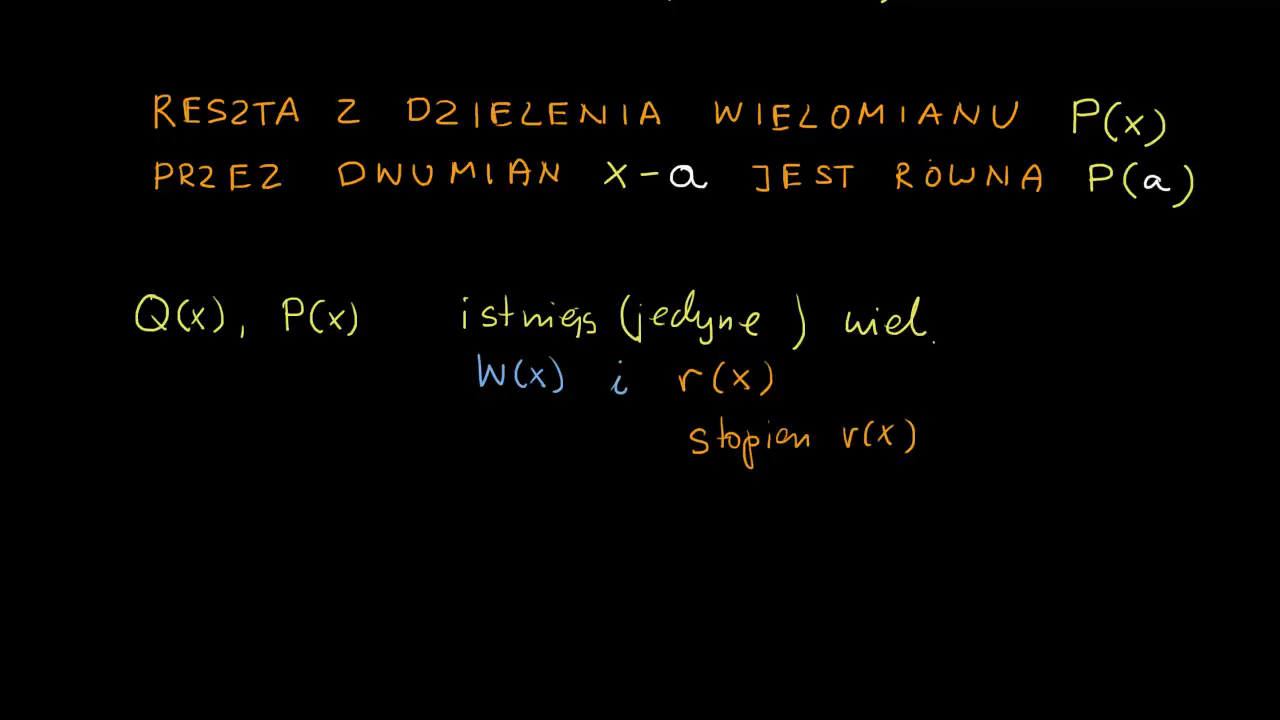 RESZTA Z DZIELENIA WIELOMIANU P(x)
PRZEZ DWUMIAN x-a JEST RÓWNA P(a)
Q(x), P(x) istnieją (jedyne) wiel.
W(x) i r(x)
stopień r(x)